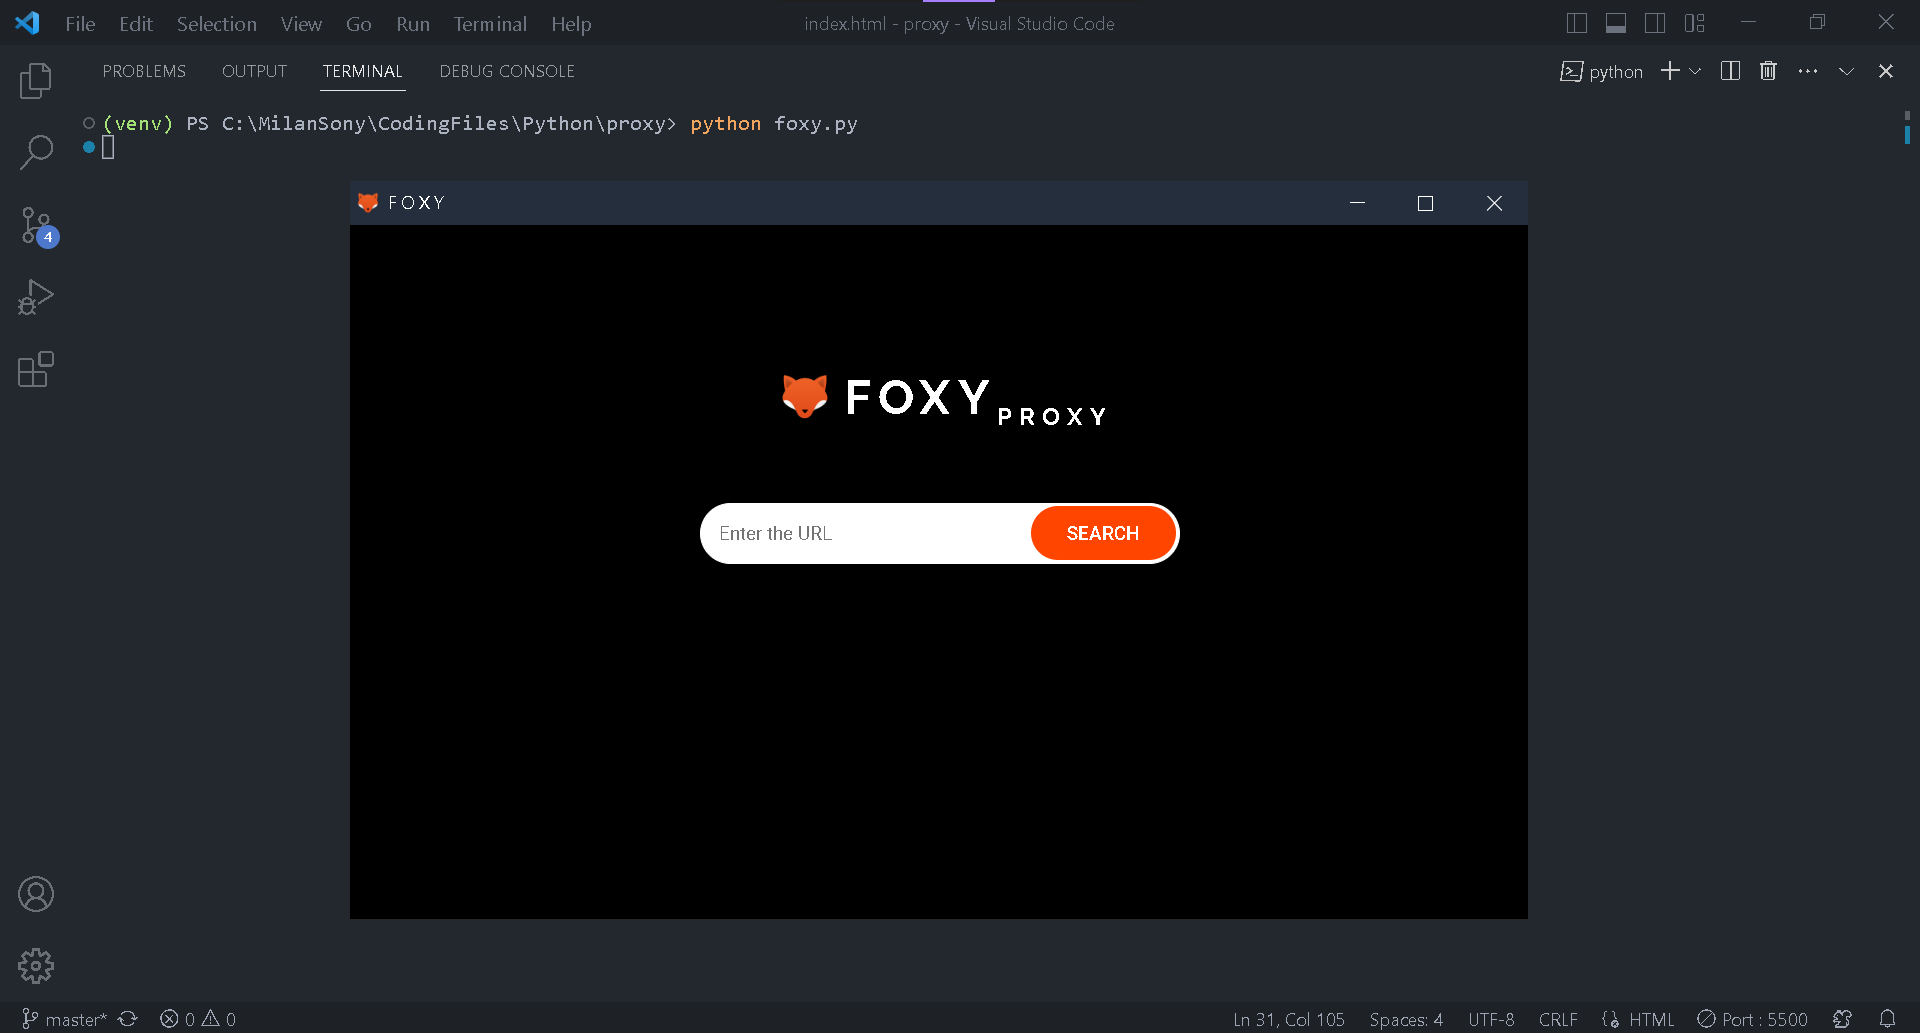 File Edit Selection View Go Run Terminal Help index.html - proxy - Visual Studio Code
PROBLEMS OUTPUT TERMINAL DEBUG CONSOLE python
(venv) PS C:\MilanSony\CodingFiles\Python\proxy> python foxy.py
FOXY
4
FOXY PROXY
Enter the URL SEARCH
master* 0 0 Ln 31, Col 105 Spaces: 4 UTF-8 CRLF HTML Port : 5500